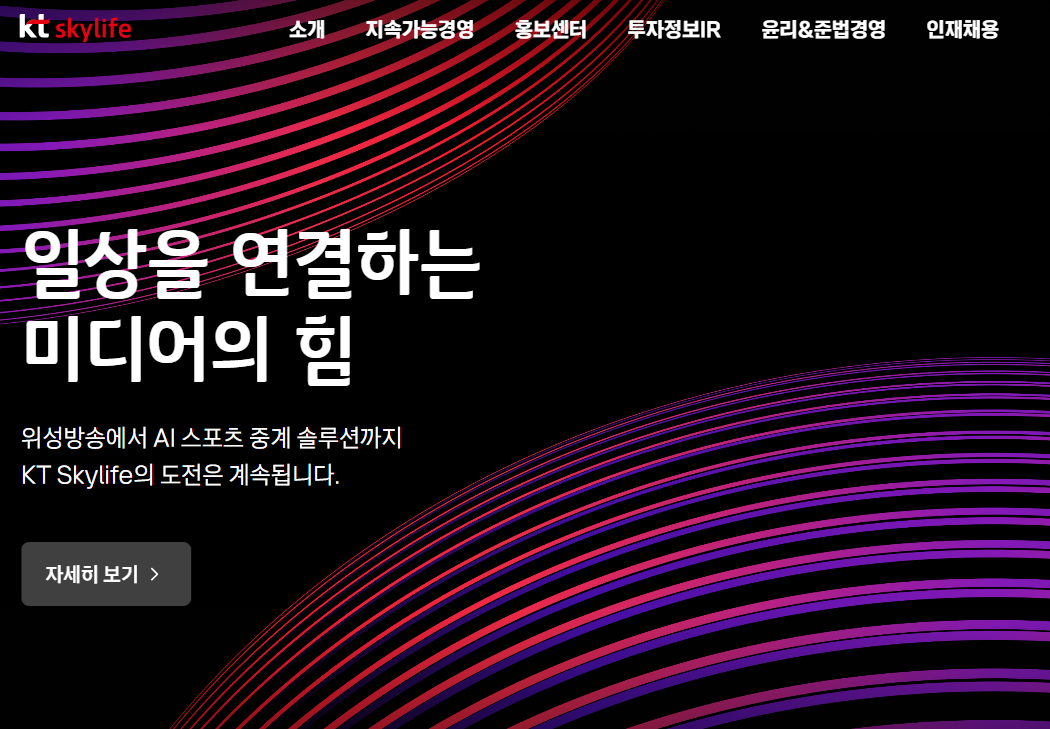 kt skylife
소개 지속가능경영 홍보센터 투자정보IR 윤리&준법경영 인재채용
일상을 연결하는
미디어의 힘
위성방송에서 AI 스포츠 중계 솔루션까지
KT Skylife의 도전은 계속됩니다.
자세히 보기